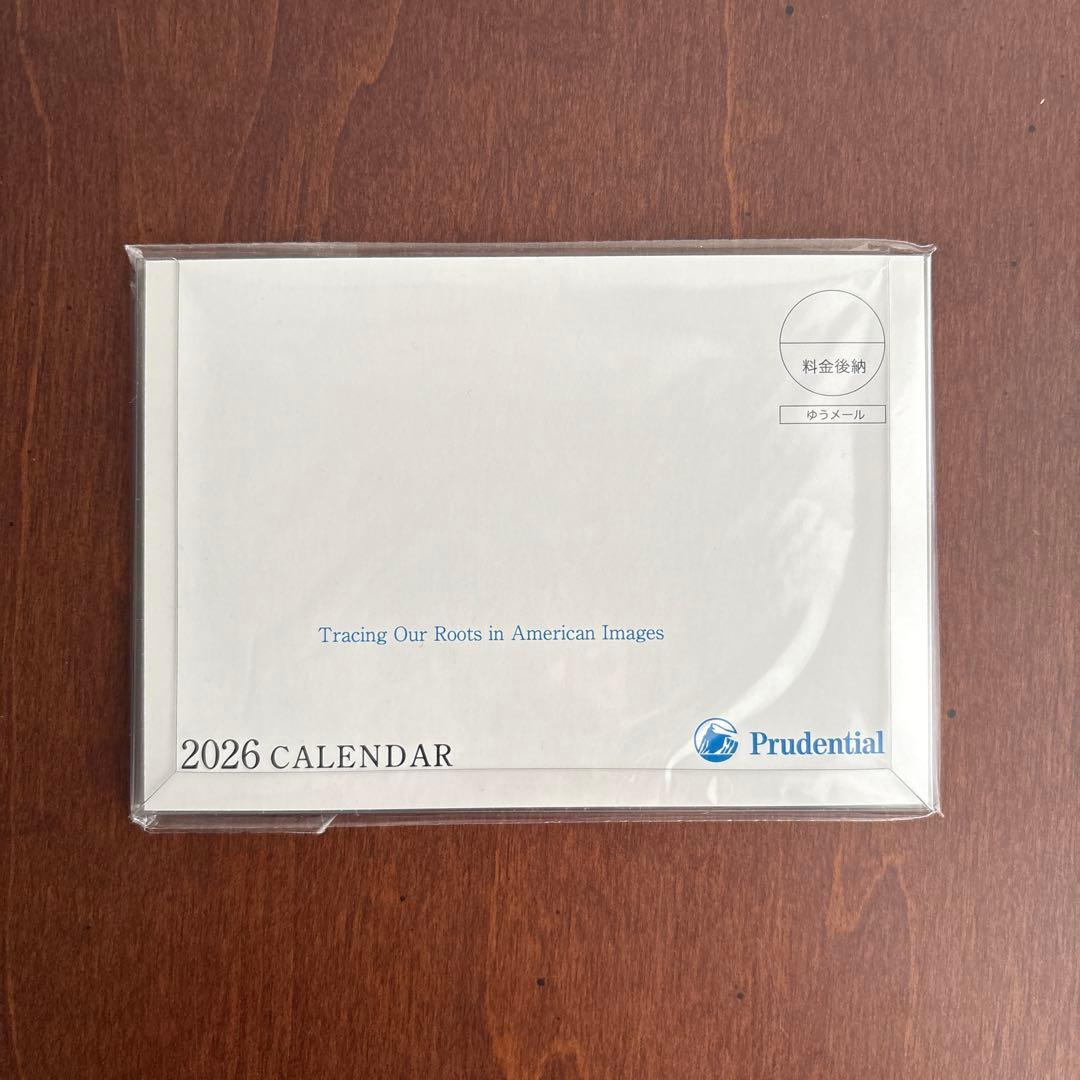 料金後納
ゆうメール
Tracing Our Roots in American Images
2026 CALENDAR
Prudential